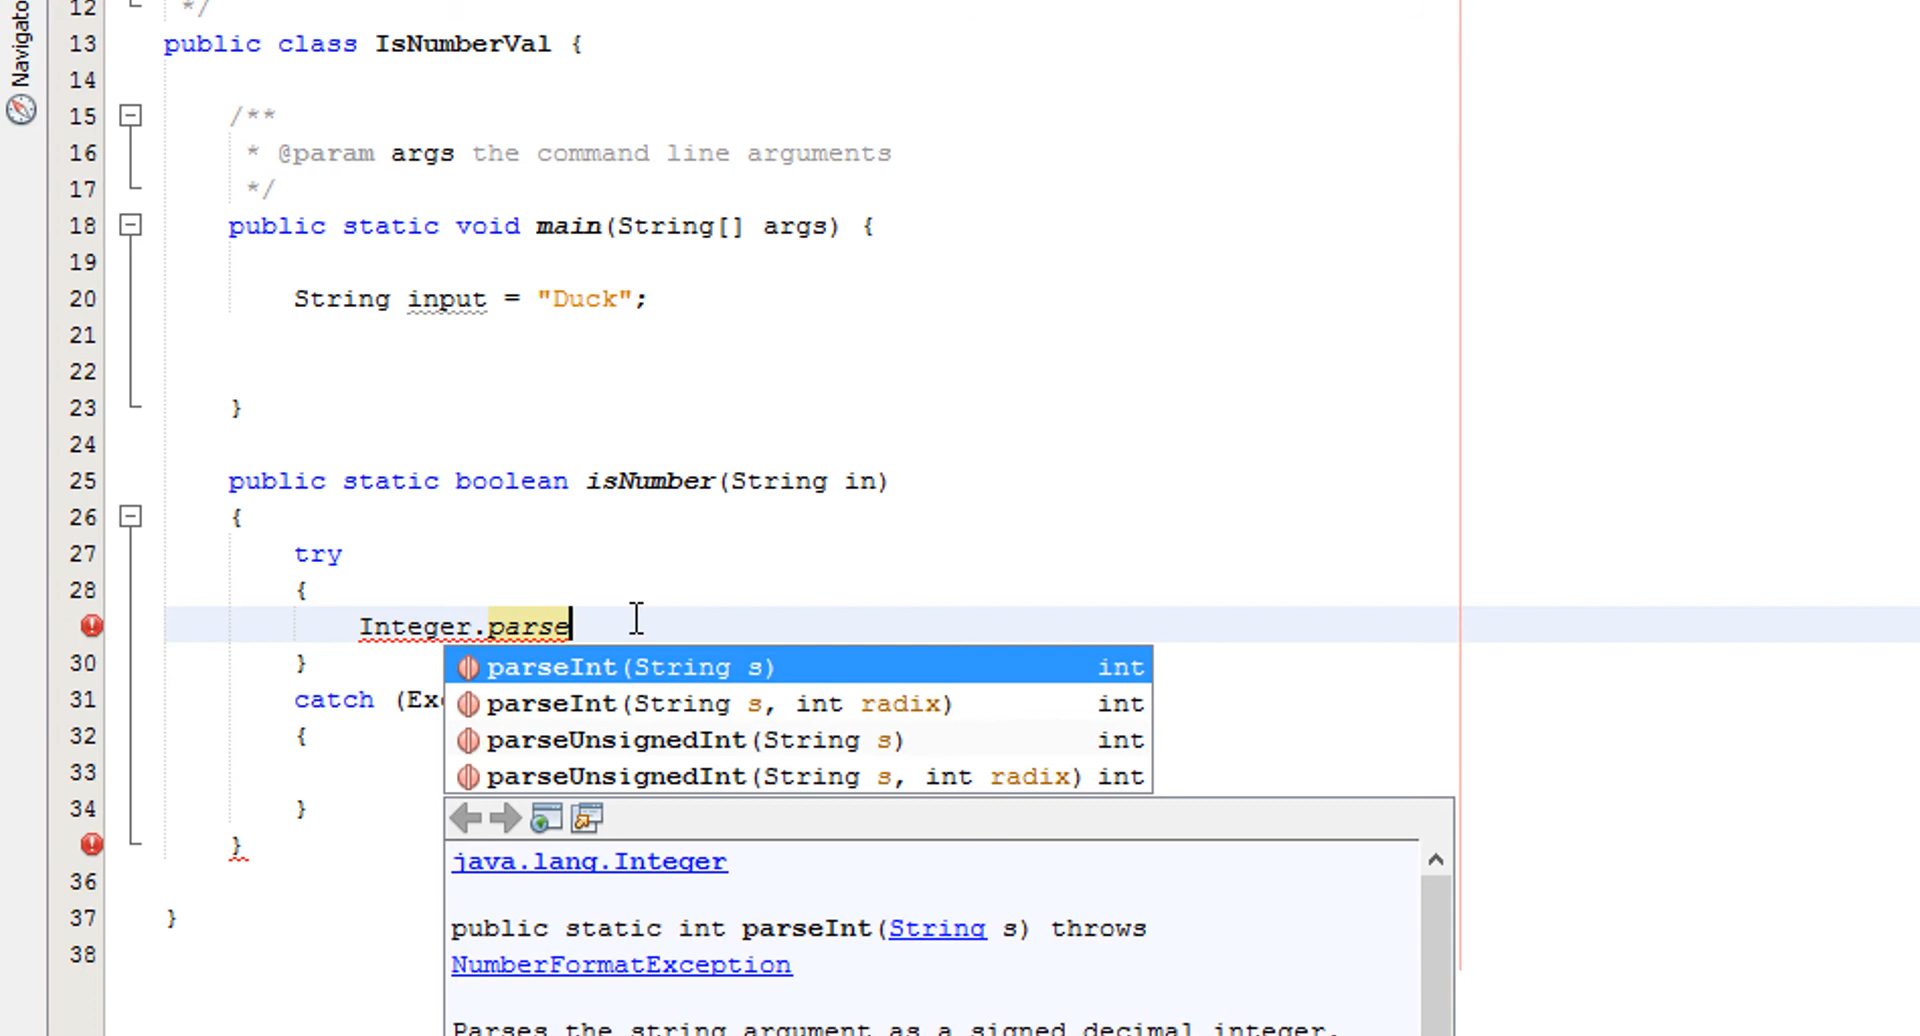 Navigato
12 */
13 public class IsNumberVal {
14
15 /**
16 * @param args the command line arguments
17 */
18 public static void main(String[] args) {
19
20 String input = "Duck";
21
22
23 }
24
25 public static boolean isNumber(String in)
26 {
27 try
28 {
Integer.parse
parseInt(String s) int
30 }
31 catch (Ex
parseInt(String s, int radix) int
32 {
parseUnsignedInt(String s) int
33
parseUnsignedInt(String s, int radix) int
34 }
}
java.lang.Integer
36
37 }
public static int parseInt(String s) throws
38
NumberFormatException
Parses the string argument as a signed decimal integer.